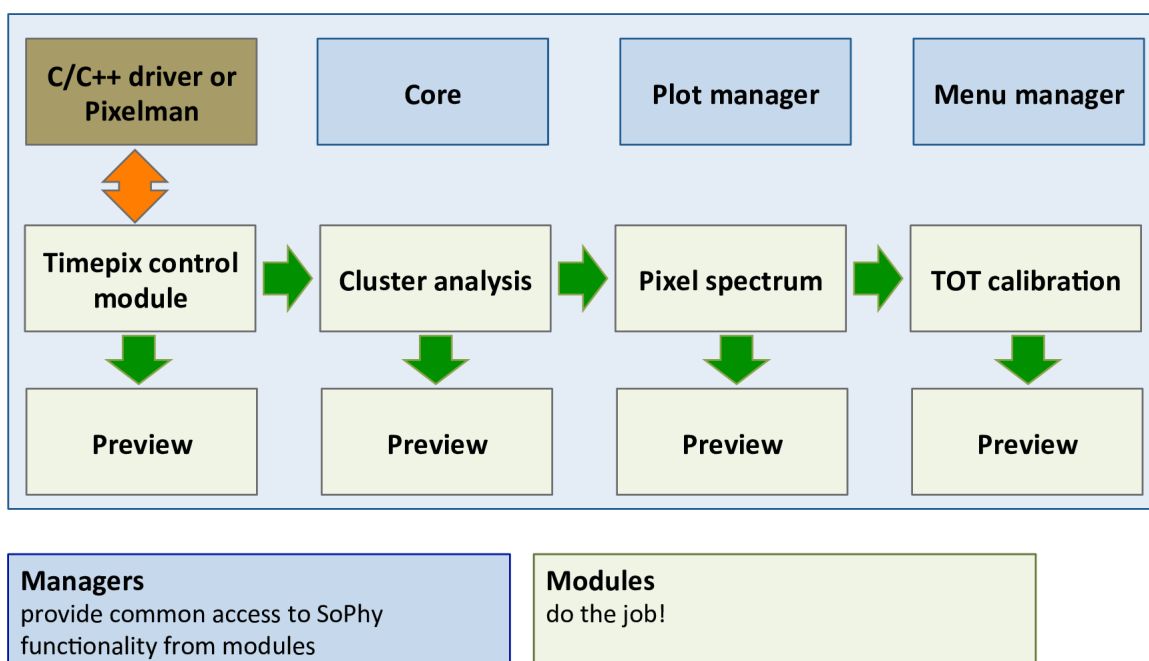 C/C++ driver or
Pixelman
Core
Plot manager
Menu manager
Timepix control
module
Cluster analysis
Pixel spectrum
TOT calibration
Preview
Preview
Preview
Preview
Managers
provide common access to SoPhy
functionality from modules
Modules
do the job!